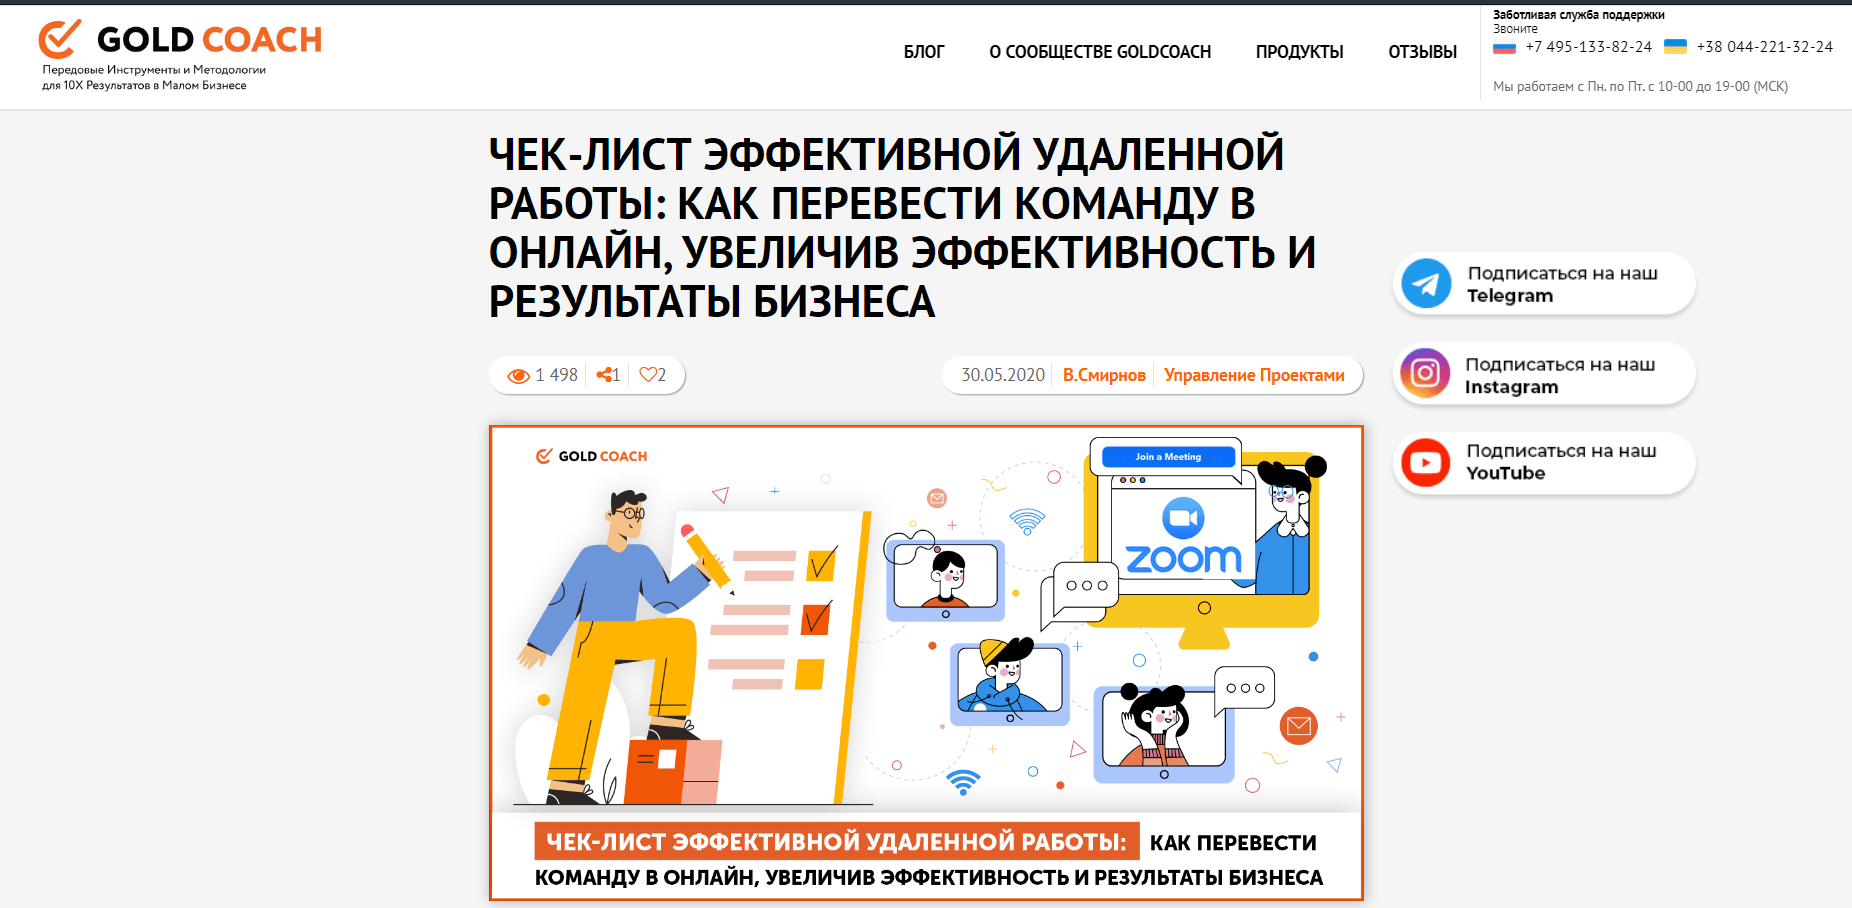 GOLD COACH
Передовые Инструменты и Методологии
для 10X Результатов в Малом Бизнесе
БЛОГ
О СООБЩЕСТВЕ GOLDCOACH
ПРОДУКТЫ
ОТЗЫВЫ
Заботливая служба поддержки
Звоните
+7 495-133-82-24
+38 044-221-32-24
Мы работаем с Пн. по Пт. с 10-00 до 19-00 (МСК)
ЧЕК-ЛИСТ ЭФФЕКТИВНОЙ УДАЛЕННОЙ
РАБОТЫ: КАК ПЕРЕВЕСТИ КОМАНДУ В
ОНЛАЙН, УВЕЛИЧИВ ЭФФЕКТИВНОСТЬ И
РЕЗУЛЬТАТЫ БИЗНЕСА
1 498
1
2
30.05.2020
В.Смирнов
Управление Проектами
Подписаться на наш
Telegram
Подписаться на наш
Instagram
Подписаться на наш
YouTube
GOLD COACH
Join a Meeting
zoom
ЧЕК-ЛИСТ ЭФФЕКТИВНОЙ УДАЛЕННОЙ РАБОТЫ: КАК ПЕРЕВЕСТИ
КОМАНДУ В ОНЛАЙН, УВЕЛИЧИВ ЭФФЕКТИВНОСТЬ И РЕЗУЛЬТАТЫ БИЗНЕСА